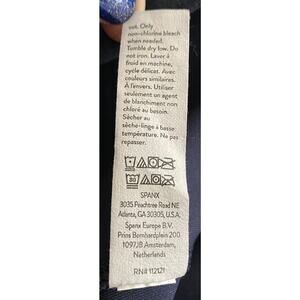 out. Only
non-chlorine bleach
when needed.
Tumble dry low. Do
not iron. Laver à
froid en machine,
cycle délicat. Avec
couleurs similaires.
À l'envers. Utiliser
seulement un agent
de blanchiment non
chloré au besoin.
Sécher au
sèche-linge à basse
température. Ne pas
repasser.
30
SPANX
3035 Peachtree Road NE
Atlanta, GA 30305, U.S.A.
Spanx Europe B.V.
Prins Bernhardplein 200
1097JB Amsterdam,
Netherlands
RN# 112121